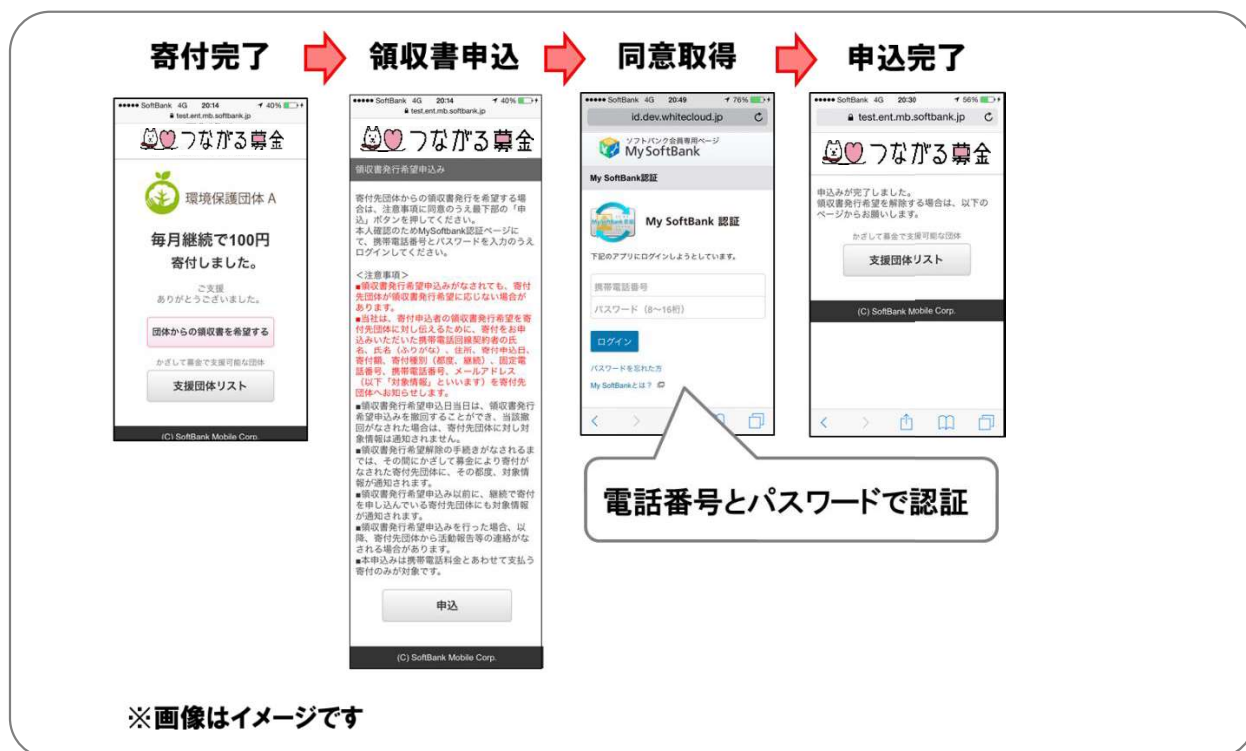 寄付完了
領収書申込
同意取得
申込完了
●●●●● SoftBank 4G 20:14 40%
test.ent.mb.softbank.jp
つながる募金
環境保護団体 A
毎月継続で100円
寄付しました。
ご支援
ありがとうございました。
団体からの領収書を希望する
かざして募金で支援可能な団体
支援団体リスト
(C) SoftBank Mobile Corp.
●●●●● SoftBank 4G 20:14 40%
test.ent.mb.softbank.jp
つながる募金
領収書発行希望申込み
寄付先団体からの領収書発行を希望する場
合は、注意事項に同意のうえ最下部の「申
込」ボタンを押してください。
本人確認のためMySoftbank認証ページに
て、携帯電話番号とパスワードを入力のうえ
ログインしてください。
<注意事項>
■領収書発行希望申込みがなされても、寄付
先団体が領収書発行希望に応じない場合が
あります。
■当社は、寄付申込者の領収書発行希望を寄
付先団体に対し伝えるために、寄付をお申
込みいただいた携帯電話回線契約者の氏
名、氏名（ふりがな）、住所、寄付申込日、
寄付額、寄付種別（都度、継続）、固定電
話番号、携帯電話番号、メールアドレス
（以下「対象情報」といいます）を寄付先
団体へお知らせします。
■領収書発行希望申込日当日は、領収書発行
希望申込みを撤回することができ、当該撤
回がなされた場合は、寄付先団体に対し対
象情報は通知されません。
■領収書発行希望解除の手続きがなされるま
では、その間にかざして募金により寄付が
なされた寄付先団体に、その都度、対象情
報が通知されます。
■領収書発行希望申込み以前に、継続で寄付
を申し込んでいる寄付先団体にも対象情報
が通知されます。
■領収書発行希望申込みを行った場合、以
降、寄付先団体から活動報告等の連絡がな
される場合があります。
■本申込みは携帯電話料金とあわせて支払う
寄付のみが対象です。
申込
(C) SoftBank Mobile Corp.
●●●●● SoftBank 4G 20:49 76%
id.dev.whitecloud.jp
ソフトバンク会員専用ページ
My SoftBank
My SoftBank認証
My SoftBank 認証
My SoftBank 認証
下記のアプリにログインしようとしています。
携帯電話番号
パスワード（8〜16桁）
ログイン
パスワードを忘れた方
My SoftBankとは？
電話番号とパスワードで認証
●●●●● SoftBank 4G 20:30 56%
test.ent.mb.softbank.jp
つながる募金
申込みが完了しました。
領収書発行希望を解除する場合は、以下の
ページからお願いします。
かざして募金で支援可能な団体
支援団体リスト
(C) SoftBank Mobile Corp.
※画像はイメージです